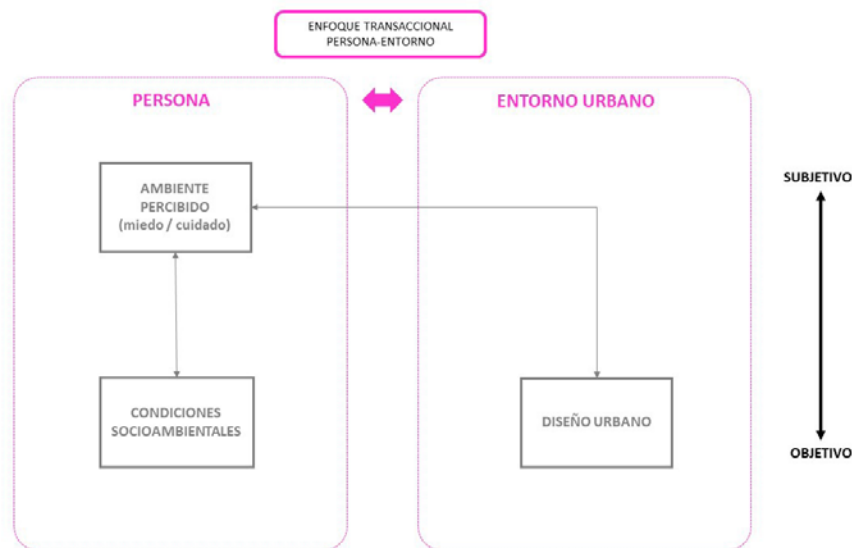 ENFOQUE TRANSACCIONAL
PERSONA-ENTORNO
PERSONA
ENTORNO URBANO
AMBIENTE
PERCIBIDO
(miedo / cuidado)
SUBJETIVO
CONDICIONES
SOCIOAMBIENTALES
DISEÑO URBANO
OBJETIVO